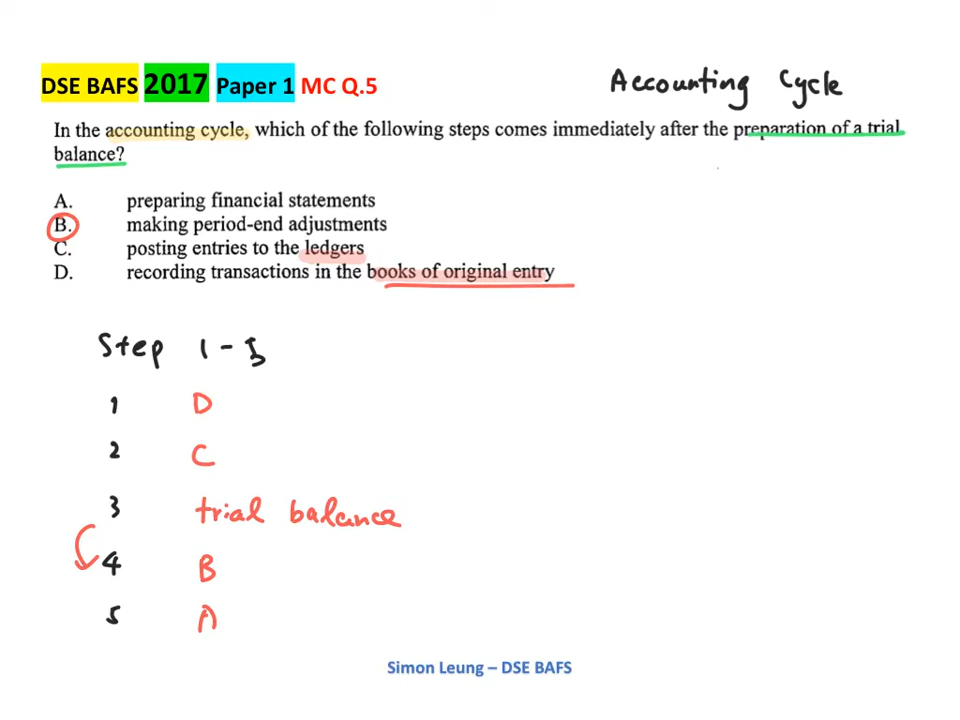 DSE BAFS 2017 Paper 1 MC Q.5
Accounting Cycle
In the accounting cycle, which of the following steps comes immediately after the preparation of a trial
balance?
A. preparing financial statements
B. making period-end adjustments
C. posting entries to the ledgers
D. recording transactions in the books of original entry
Step 1 - 5
1 D
2 C
3 trial balance
4 B
5 A
Simon Leung – DSE BAFS